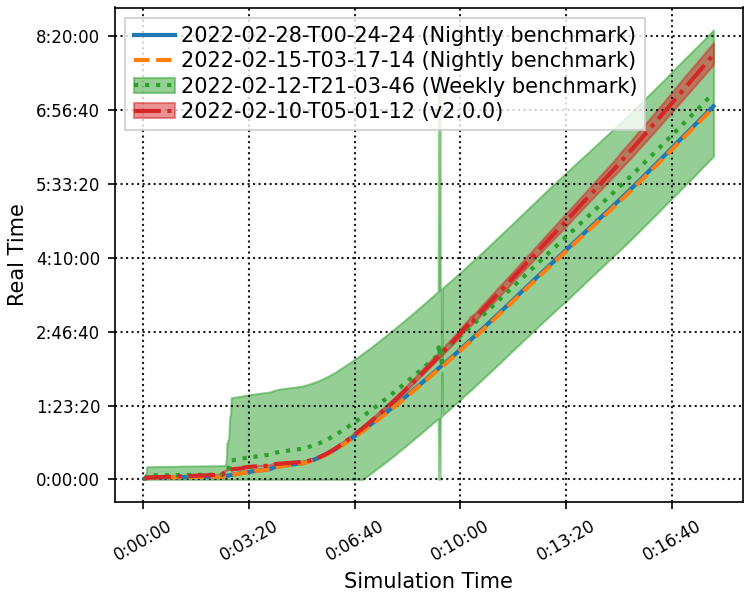 2022-02-28-T00-24-24 (Nightly benchmark)
2022-02-15-T03-17-14 (Nightly benchmark)
2022-02-12-T21-03-46 (Weekly benchmark)
2022-02-10-T05-01-12 (v2.0.0)
8:20:00
6:56:40
5:33:20
4:10:00
2:46:40
1:23:20
0:00:00
Real Time
0:00:00
0:03:20
0:06:40
0:10:00
0:13:20
0:16:40
Simulation Time